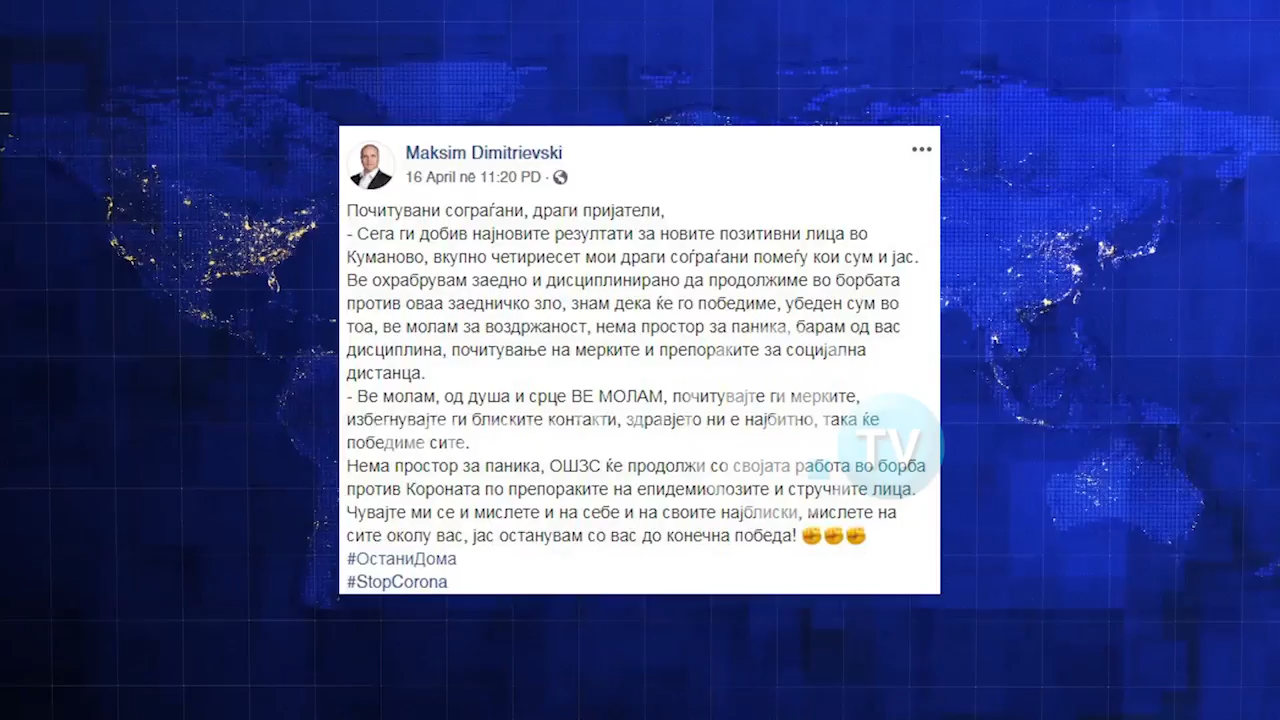 Maksim Dimitrievski
16 April në 11:20 PD ·
Почитувани сограѓани, драги пријатели,
- Сега ги добив најновите резултати за новите позитивни лица во
Куманово, вкупно четириесет мои драги соѓраѓани помеѓу кои сум и јас.
Ве охрабрувам заедно и дисциплинирано да продолжиме во борбата
против оваа заедничко зло, знам дека ќе го победиме, убеден сум во
тоа, ве молам за воздржаност, нема простор за паника, барам од вас
дисциплина, почитување на мерките и препораките за социјална
дистанца.
- Ве молам, од душа и срце ВЕ МОЛАМ, почитувајте ги мерките,
избегнувајте ги блиските контакти, здравјето ни е најбитно, така ќе
победиме сите.
Нема простор за паника, ОШЗС ќе продолжи со својата работа во борба
против Короната по препораките на епидемиолозите и стручните лица.
Чувајте ми се и мислете и на себе и на своите најблиски, мислете на
сите околу вас, јас останувам со вас до конечна победа! ✊✊✊
#ОстаниДома
#StopCorona
TV